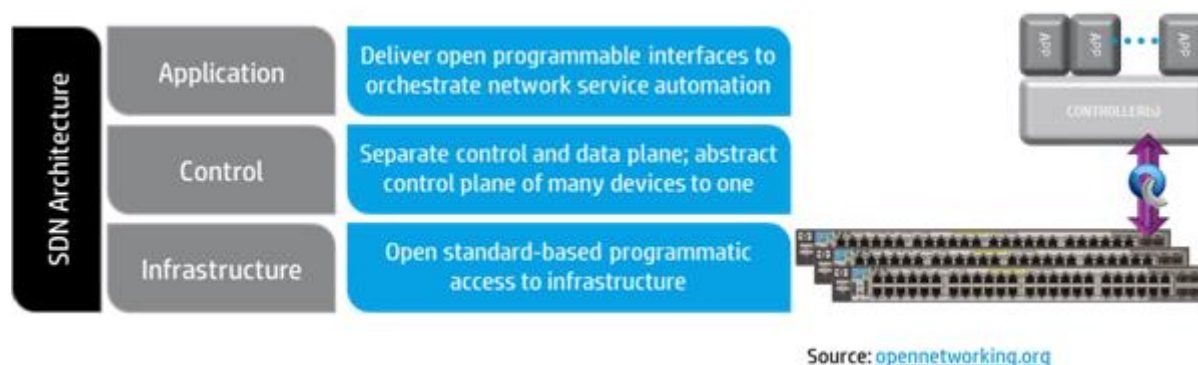 SDN Architecture
Application
Deliver open programmable interfaces to
orchestrate network service automation
Control
Separate control and data plane; abstract
control plane of many devices to one
Infrastructure
Open standard-based programmatic
access to infrastructure
APP
APP
APP
CONTROLLER(s)
Source: opennetworking.org